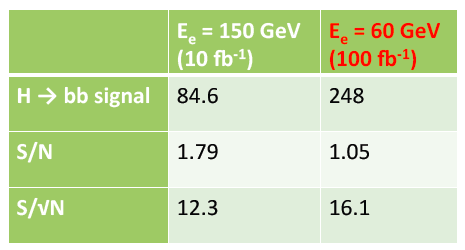 Ee = 150 GeV Ee = 60 GeV
(10 fb-1) (100 fb-1)
H → bb signal 84.6 248
S/N 1.79 1.05
S/√N 12.3 16.1